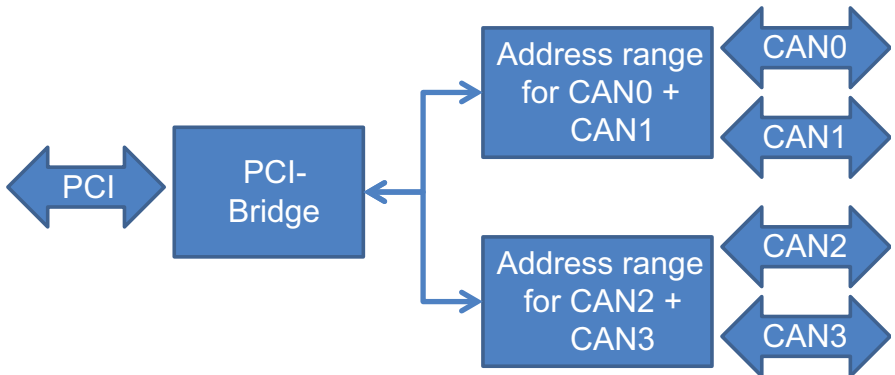 PCI
PCI-
Bridge
Address range
for CAN0 +
CAN1
CAN0
CAN1
Address range
for CAN2 +
CAN3
CAN2
CAN3